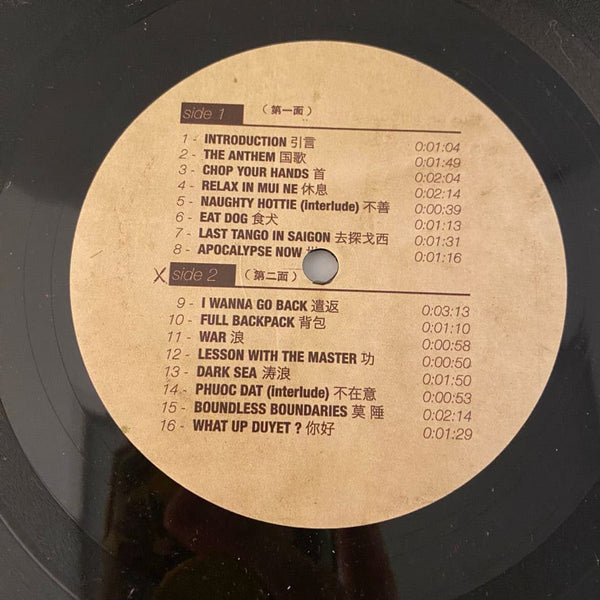 side 1 （第一面）
1 - INTRODUCTION 引言 0:01:04
2 - THE ANTHEM 国歌 0:01:49
3 - CHOP YOUR HANDS 首 0:02:04
4 - RELAX IN MUI NE 休息 0:02:14
5 - NAUGHTY HOTTIE (interlude) 不善 0:00:39
6 - EAT DOG 食犬 0:01:13
7 - LAST TANGO IN SAIGON 去探戈西 0:01:31
8 - APOCALYPSE NOW 0:01:16
X side 2 （第二面）
9 - I WANNA GO BACK 遣返 0:03:13
10 - FULL BACKPACK 背包 0:01:10
11 - WAR 浪 0:00:58
12 - LESSON WITH THE MASTER 功 0:00:50
13 - DARK SEA 涛浪 0:01:50
14 - PHUOC DAT (interlude) 不在意 0:00:53
15 - BOUNDLESS BOUNDARIES 莫 陲 0:02:14
16 - WHAT UP DUYET ? 你好 0:01:29